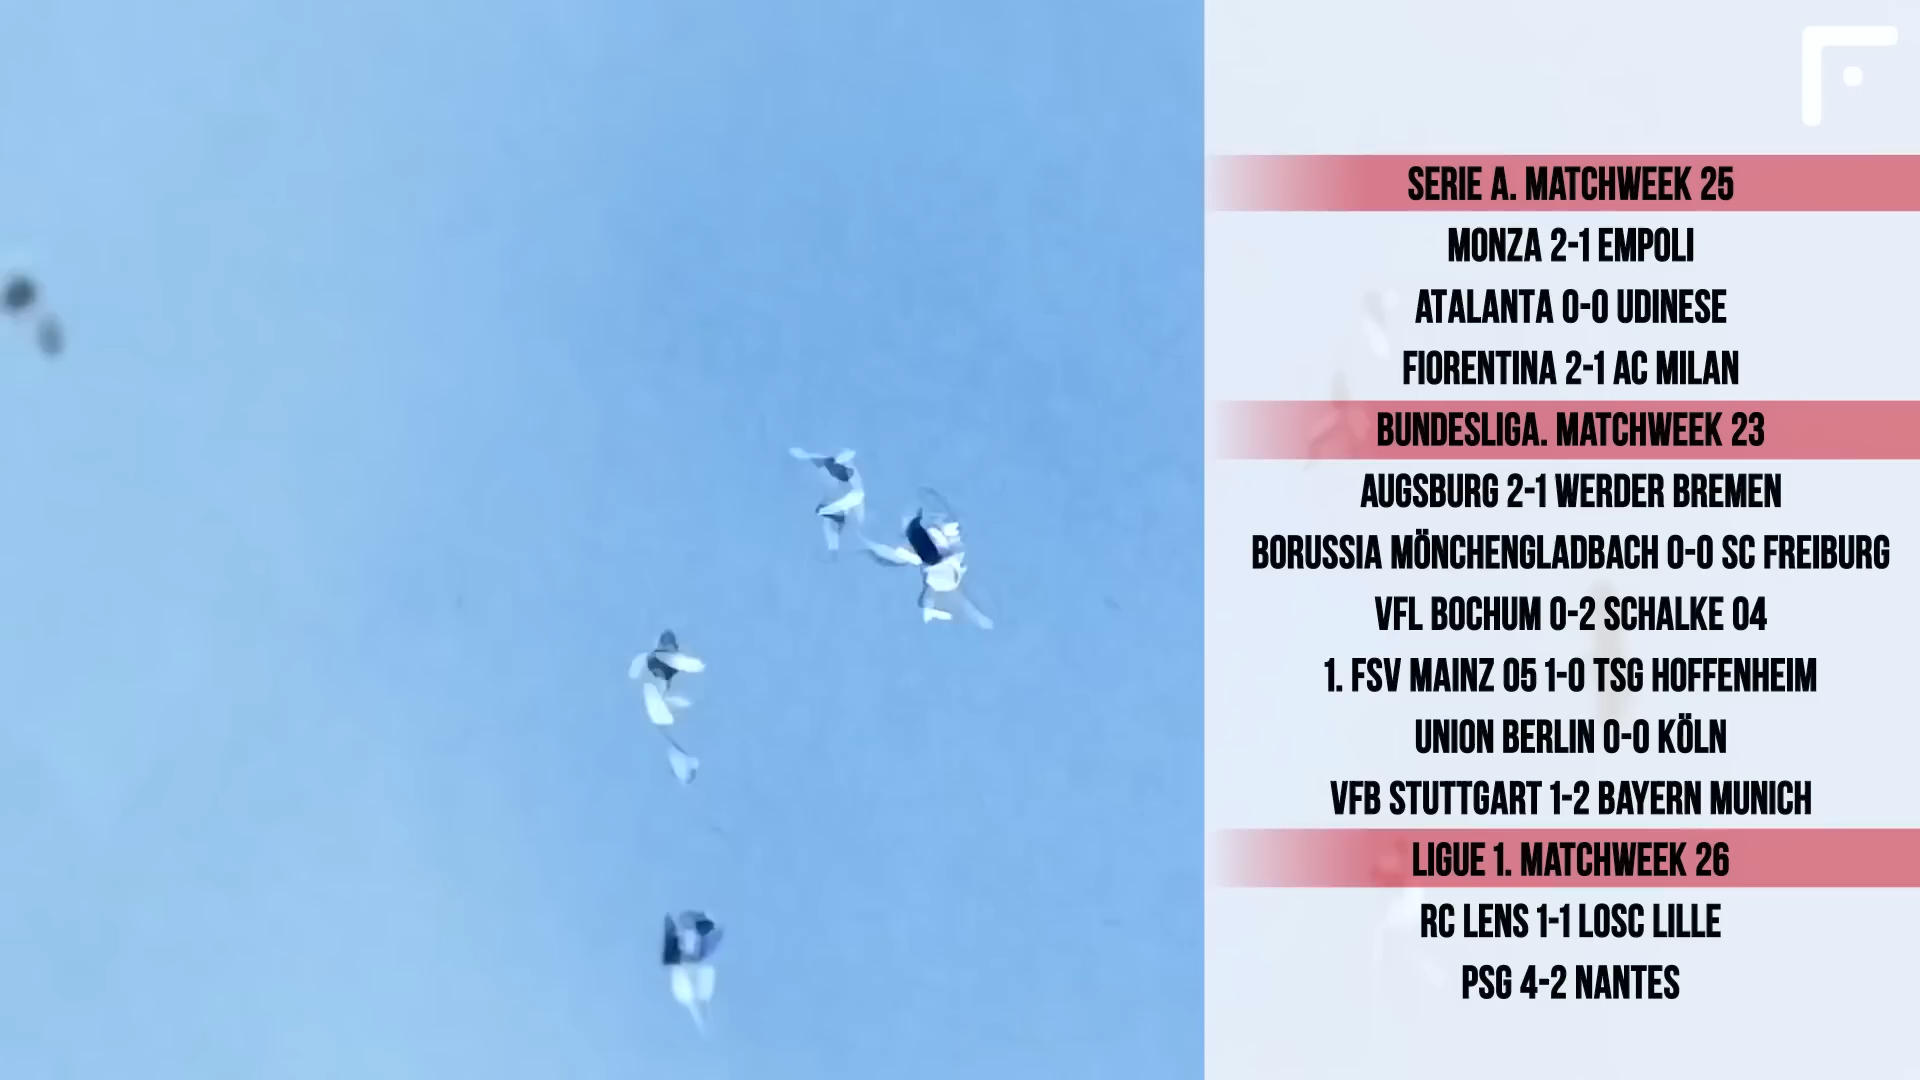 SERIE A. MATCHWEEK 25
MONZA 2-1 EMPOLI
ATALANTA 0-0 UDINESE
FIORENTINA 2-1 AC MILAN
BUNDESLIGA. MATCHWEEK 23
AUGSBURG 2-1 WERDER BREMEN
BORUSSIA MÖNCHENGLADBACH 0-0 SC FREIBURG
VFL BOCHUM 0-2 SCHALKE 04
1. FSV MAINZ 05 1-0 TSG HOFFENHEIM
UNION BERLIN 0-0 KÖLN
VFB STUTTGART 1-2 BAYERN MUNICH
LIGUE 1. MATCHWEEK 26
RC LENS 1-1 LOSC LILLE
PSG 4-2 NANTES